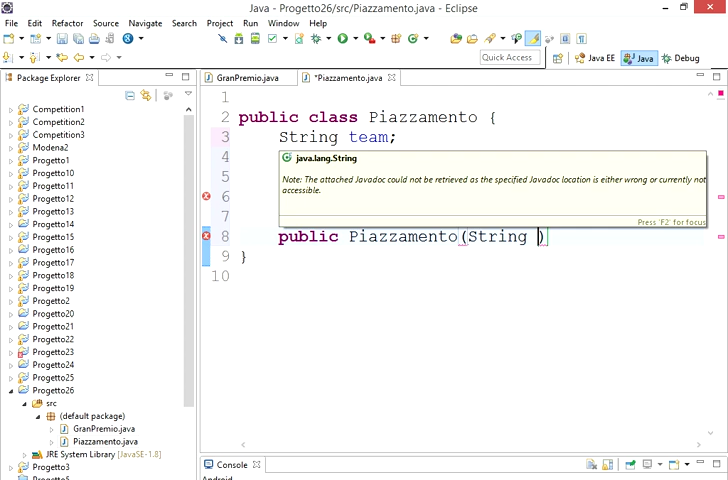 Java - Progetto26/src/Piazzamento.java - Eclipse
File Edit Refactor Source Navigate Search Project Run Window Help
Quick Access
Java EE
Java
Debug
Package Explorer
Competition1
Competition2
Competition3
Modena2
Progetto1
Progetto10
Progetto11
Progetto12
Progetto13
Progetto14
Progetto15
Progetto16
Progetto17
Progetto18
Progetto19
Progetto2
Progetto20
Progetto21
Progetto22
Progetto23
Progetto24
Progetto25
Progetto26
src
(default package)
GranPremio.java
Piazzamento.java
JRE System Library [JavaSE-1.8]
Progetto3
GranPremio.java
*Piazzamento.java
1
2 public class Piazzamento {
3 String team;
4
java.lang.String
5
Note: The attached Javadoc could not be retrieved as the specified Javadoc location is either wrong or currently not
accessible.
6
7
Press 'F2' for focus
8 public Piazzamento(String )
9 }
10
Console